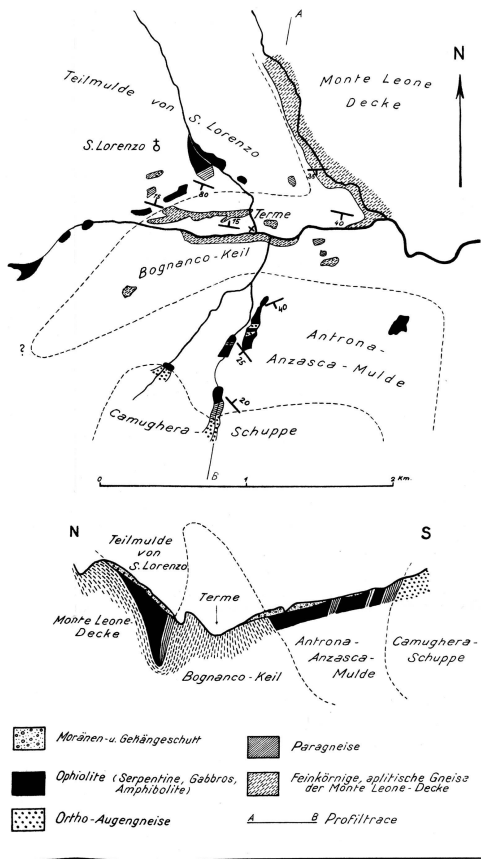 A
N
Teilmulde von S. Lorenzo
Monte Leone
Decke
S. Lorenzo
35
80
75
Terme
40
Bognanco-Keil
40
Antrona-
Anzasca-Mulde
25
?
20
Camughera-Schuppe
B
0 1 2 Km.
N
S
Teilmulde
von
S. Lorenzo
Terme
Monte Leone-
Decke
Bognanco-Keil
Antrona-
Anzasca-
Mulde
Camughera-
Schuppe
Moränen-u. Gehängeschutt
Paragneise
Ophiolite (Serpentine, Gabbros,
Amphibolite)
Feinkörnige, aplitische Gneise
der Monte Leone-Decke
Ortho-Augengneise
A B Profiltrace